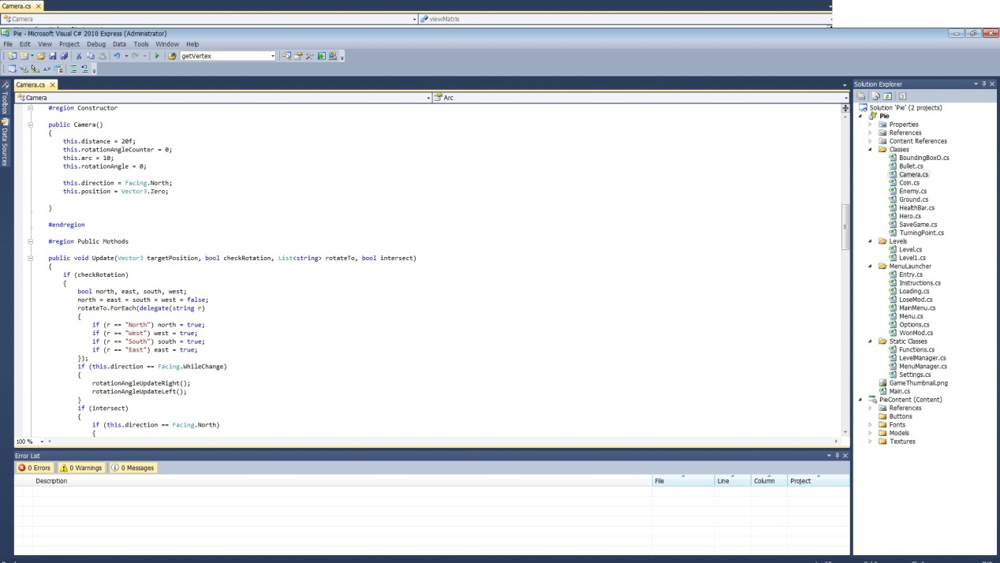 Camera.cs
Camera
viewMatrix
Pie - Microsoft Visual C# 2010 Express (Administrator)
File Edit View Project Debug Data Tools Window Help
getVertex
Toolbox
Data Sources
Camera.cs
Camera
Arc
#region Constructor
public Camera()
{
this.distance = 20f;
this.rotationAngleCounter = 0;
this.arc = 10;
this.rotationAngle = 0;
this.direction = Facing.North;
this.position = Vector3.Zero;
}
#endregion
#region Public Mothods
public void Update(Vector3 targetPosition, bool checkRotation, List<string> rotateTo, bool intersect)
{
if (checkRotation)
{
bool north, east, south, west;
north = east = south = west = false;
rotateTo.ForEach(delegate(string r)
{
if (r == "North") north = true;
if (r == "West") west = true;
if (r == "South") south = true;
if (r == "East") east = true;
});
if (this.direction == Facing.WhileChange)
{
rotationAngleUpdateRight();
rotationAngleUpdateLeft();
}
if (intersect)
{
if (this.direction == Facing.North)
{
100 %
Error List
0 Errors
0 Warnings
0 Messages
Description File Line Column Project
Solution Explorer
Solution 'Pie' (2 projects)
Pie
Properties
References
Content References
Classes
BoundingBoxO.cs
Bullet.cs
Camera.cs
Coin.cs
Enemy.cs
Ground.cs
HealthBar.cs
Hero.cs
SaveGame.cs
TurningPoint.cs
Levels
Level.cs
Level1.cs
MenuLauncher
Entry.cs
Instructions.cs
Loading.cs
LoseMod.cs
MainMenu.cs
Menu.cs
Options.cs
WonMod.cs
Static Classes
Functions.cs
LevelManager.cs
MenuManager.cs
Settings.cs
GameThumbnail.png
Main.cs
PieContent (Content)
References
Buttons
Fonts
Models
Textures